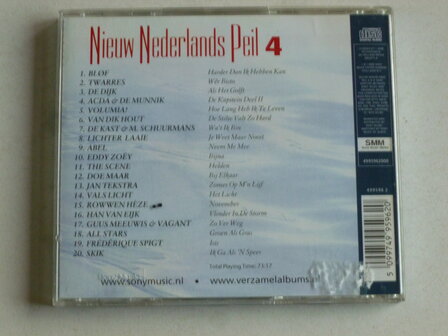 Nieuw Nederlands Peil 4
1. BLØF Harder Dan Ik Hebben Kan
2. TWARRES Wêr Bisto
3. DE DIJK Als Het Golft
4. ACDA & DE MUNNIK De Kapitein Deel II
5. VOLUMIA! Hoe Lang Heb Ik Te Leven
6. VAN DIK HOUT De Stilte Valt Zo Hard
7. DE KAST & M. SCHUURMANS Wa't Ik Bin
8. LICHTER LAAIE Je Weet Maar Nooit
9. ABEL Neem Me Mee
10. EDDY ZOËY Bijna
11. THE SCENE Helden
12. DOE MAAR Bij Elkaar
13. JAN TEKSTRA Zomer Op M'n Lijf
14. VALS LICHT Het Licht
15. ROWWEN HÈZE November
16. HAN VAN EIJK Vlinder In De Storm
17. GUUS MEEUWIS & VAGANT Zo Ver Weg
18. ALL STARS Groen Als Gras
19. FRÉDÉRIQUE SPIGT Isis
20. SKIK Ik Ga As 'N Speer
Total Playing Time: 73:57
www.sonymusic.nl • www.verzamelalbums.nl
SMM
4999962000
5 099749 959620